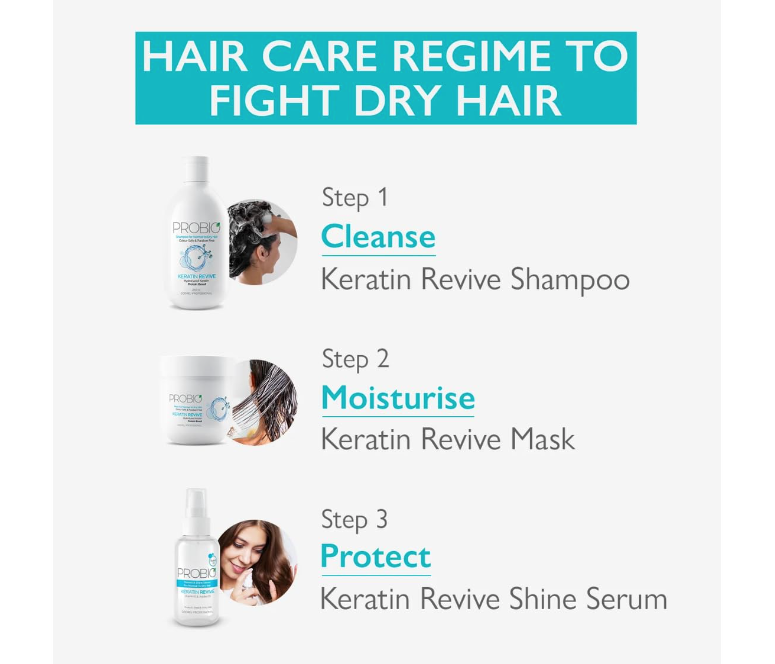 HAIR CARE REGIME TO
FIGHT DRY HAIR
PROBIO
KERATIN REVIVE
Step 1
Cleanse
Keratin Revive Shampoo
PROBIO
KERATIN REVIVE
Step 2
Moisturise
Keratin Revive Mask
PROBIO
KERATIN REVIVE
Step 3
Protect
Keratin Revive Shine Serum